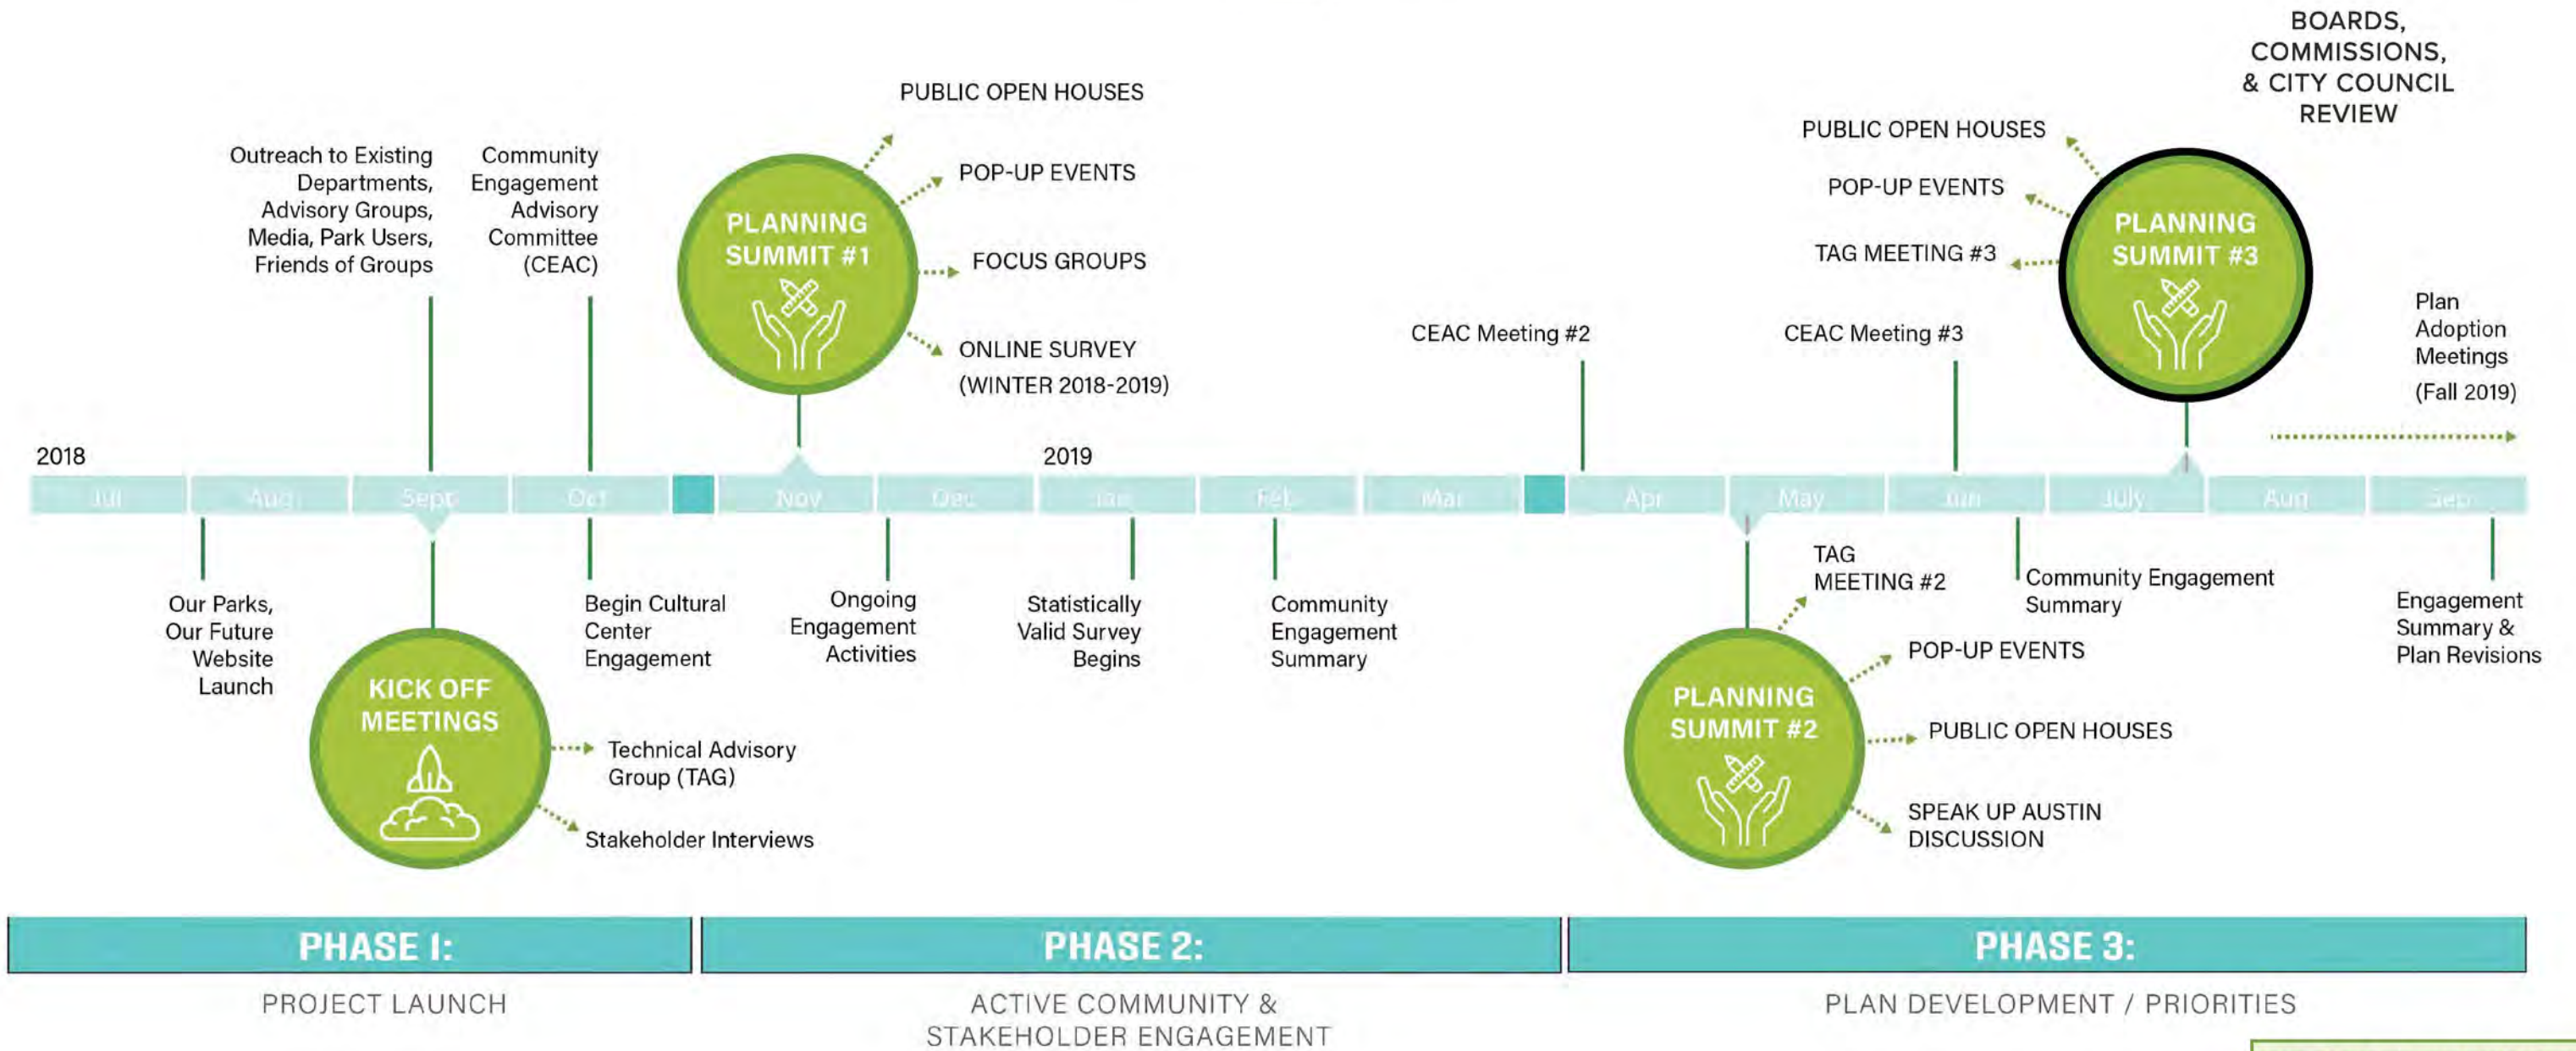 BOARDS,
COMMISSIONS,
& CITY COUNCIL
REVIEW
Outreach to Existing
Departments,
Advisory Groups,
Media, Park Users,
Friends of Groups
Community
Engagement
Advisory
Committee
(CEAC)
PLANNING
SUMMIT #1
PUBLIC OPEN HOUSES
POP-UP EVENTS
FOCUS GROUPS
ONLINE SURVEY
(WINTER 2018-2019)
CEAC Meeting #2
CEAC Meeting #3
PUBLIC OPEN HOUSES
POP-UP EVENTS
TAG MEETING #3
PLANNING
SUMMIT #3
Plan
Adoption
Meetings
(Fall 2019)
2018
2019
Jul
Aug
Sept
Oct
Nov
Dec
Jan
Feb
Mar
Apr
May
Jun
July
Aug
Sep
Our Parks,
Our Future
Website
Launch
KICK OFF
MEETINGS
Technical Advisory
Group (TAG)
Stakeholder Interviews
Begin Cultural
Center
Engagement
Ongoing
Engagement
Activities
Statistically
Valid Survey
Begins
Community
Engagement
Summary
PLANNING
SUMMIT #2
TAG
MEETING #2
POP-UP EVENTS
PUBLIC OPEN HOUSES
SPEAK UP AUSTIN
DISCUSSION
Community Engagement
Summary
Engagement
Summary &
Plan Revisions
PHASE 1:
PROJECT LAUNCH
PHASE 2:
ACTIVE COMMUNITY &
STAKEHOLDER ENGAGEMENT
PHASE 3:
PLAN DEVELOPMENT / PRIORITIES